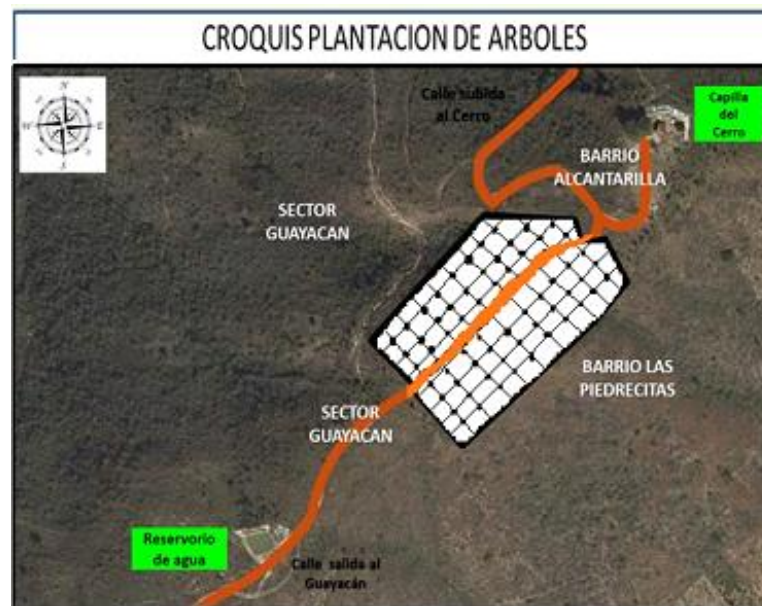 CROQUIS PLANTACION DE ARBOLES
N
E
Calle subida
al Cerro
Capilla
del
Cerro
BARRIO
ALCANTARILLA
SECTOR
GUAYACAN
BARRIO LAS
PIEDRECITAS
SECTOR
GUAYACAN
Reservorio
de agua
Calle salida al
Guayacán